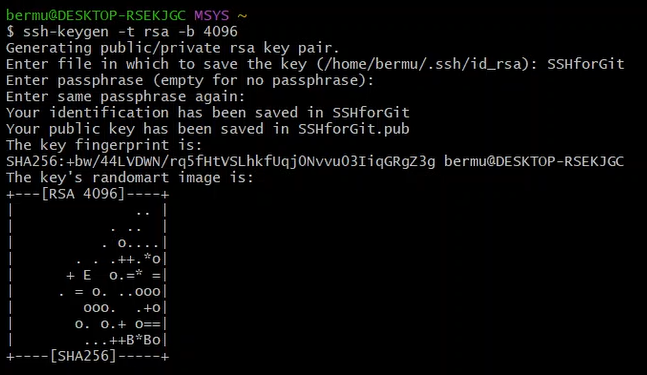 bermu@DESKTOP-RSEKJGC MSYS ~
$ ssh-keygen -t rsa -b 4096
Generating public/private rsa key pair.
Enter file in which to save the key (/home/bermu/.ssh/id_rsa): SSHforGit
Enter passphrase (empty for no passphrase):
Enter same passphrase again:
Your identification has been saved in SSHforGit
Your public key has been saved in SSHforGit.pub
The key fingerprint is:
SHA256:+bw/44LVDWN/rq5fHtVSLhkfUqj0NvvuO3IiqGRgZ3g bermu@DESKTOP-RSEKJGC
The key's randomart image is:
+---[RSA 4096]----+
|              .. |
|           . ..  |
|          . o....|
|       . . .++.*o|
|      + E  o.=* =|
|     . = o. ..ooo|
|        ooo.  .+o|
|       o. o.+ o==|
|        ...++B*Bo|
+----[SHA256]-----+